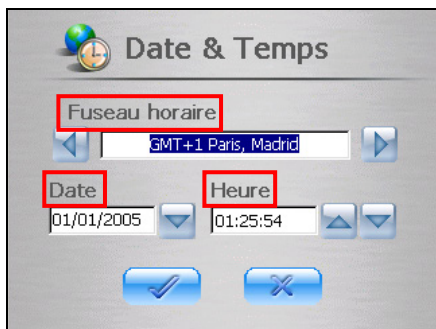 Date & Temps
Fuseau horaire
GMT+1 Paris, Madrid
Date Heure
01/01/2005 01:25:54